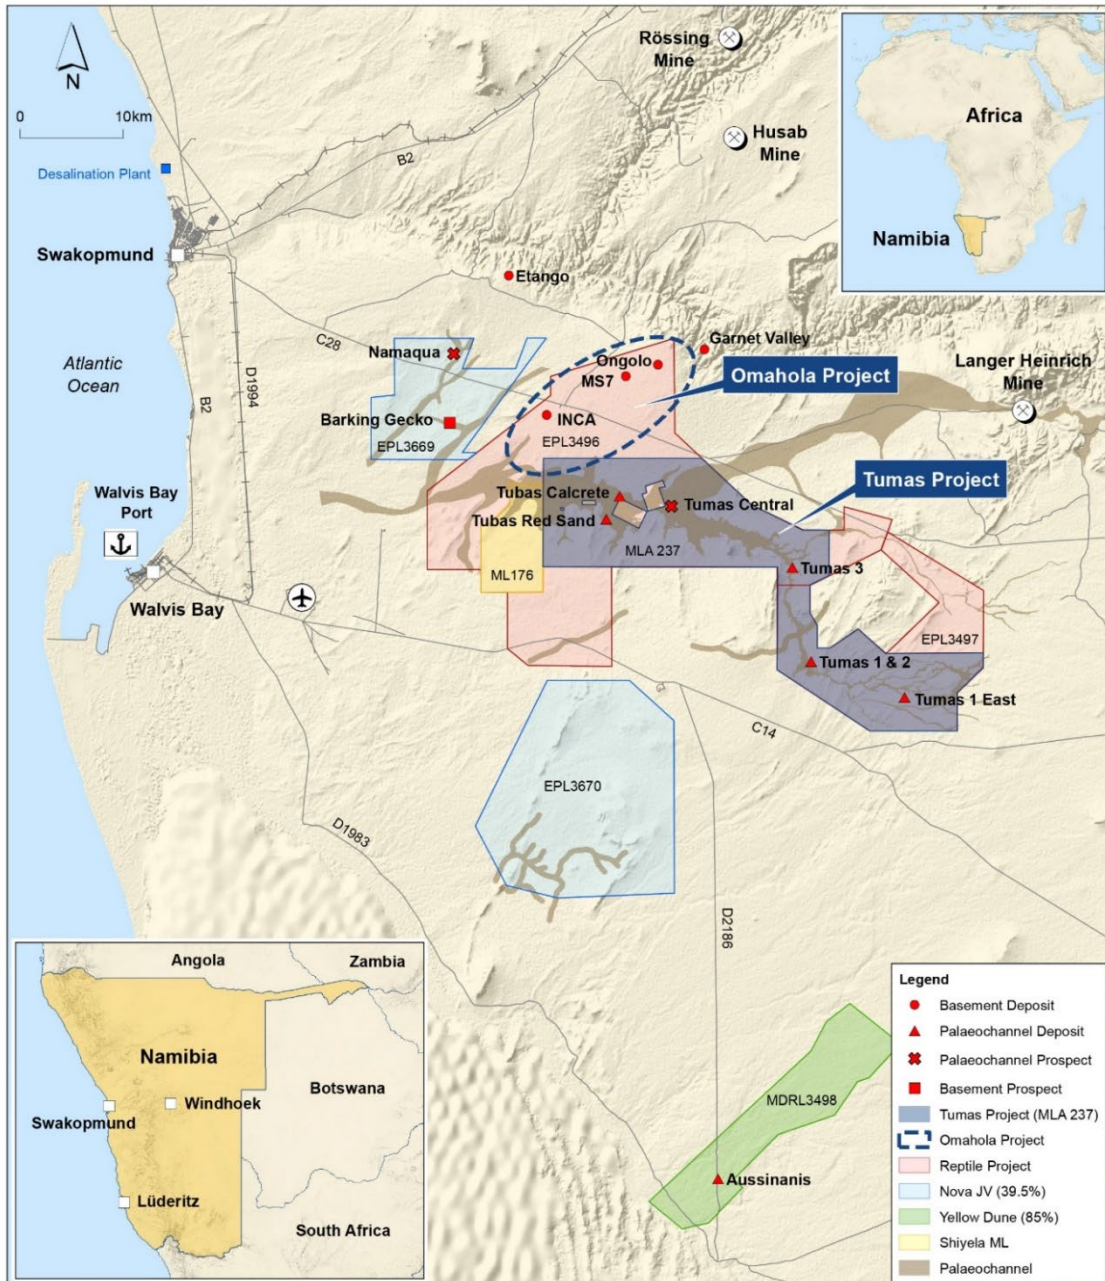 N
0
10km
Desalination Plant
Swakopmund
Atlantic
Ocean
B2
B2
D1994
C28
Rössing
Mine
Husab
Mine
Africa
Namibia
Etango
Namaqua
Barking Gecko
EPL3669
Ongolo
MS7
INCA
EPL3496
Garnet Valley
Omahola Project
Langer Heinrich
Mine
Tumas Project
Walvis Bay
Port
Walvis Bay
Tubas Calcrete
Tubas Red Sand
Tumas Central
MLA 237
ML176
Tumas 3
EPL3497
Tumas 1 & 2
Tumas 1 East
C14
EPL3670
D1983
D2186
MDRL3498
Aussinanis
Angola
Zambia
Namibia
Botswana
Windhoek
Swakopmund
Lüderitz
South Africa
Legend
Basement Deposit
Palaeochannel Deposit
Palaeochannel Prospect
Basement Prospect
Tumas Project (MLA 237)
Omahola Project
Reptile Project
Nova JV (39.5%)
Yellow Dune (85%)
Shiyela ML
Palaeochannel